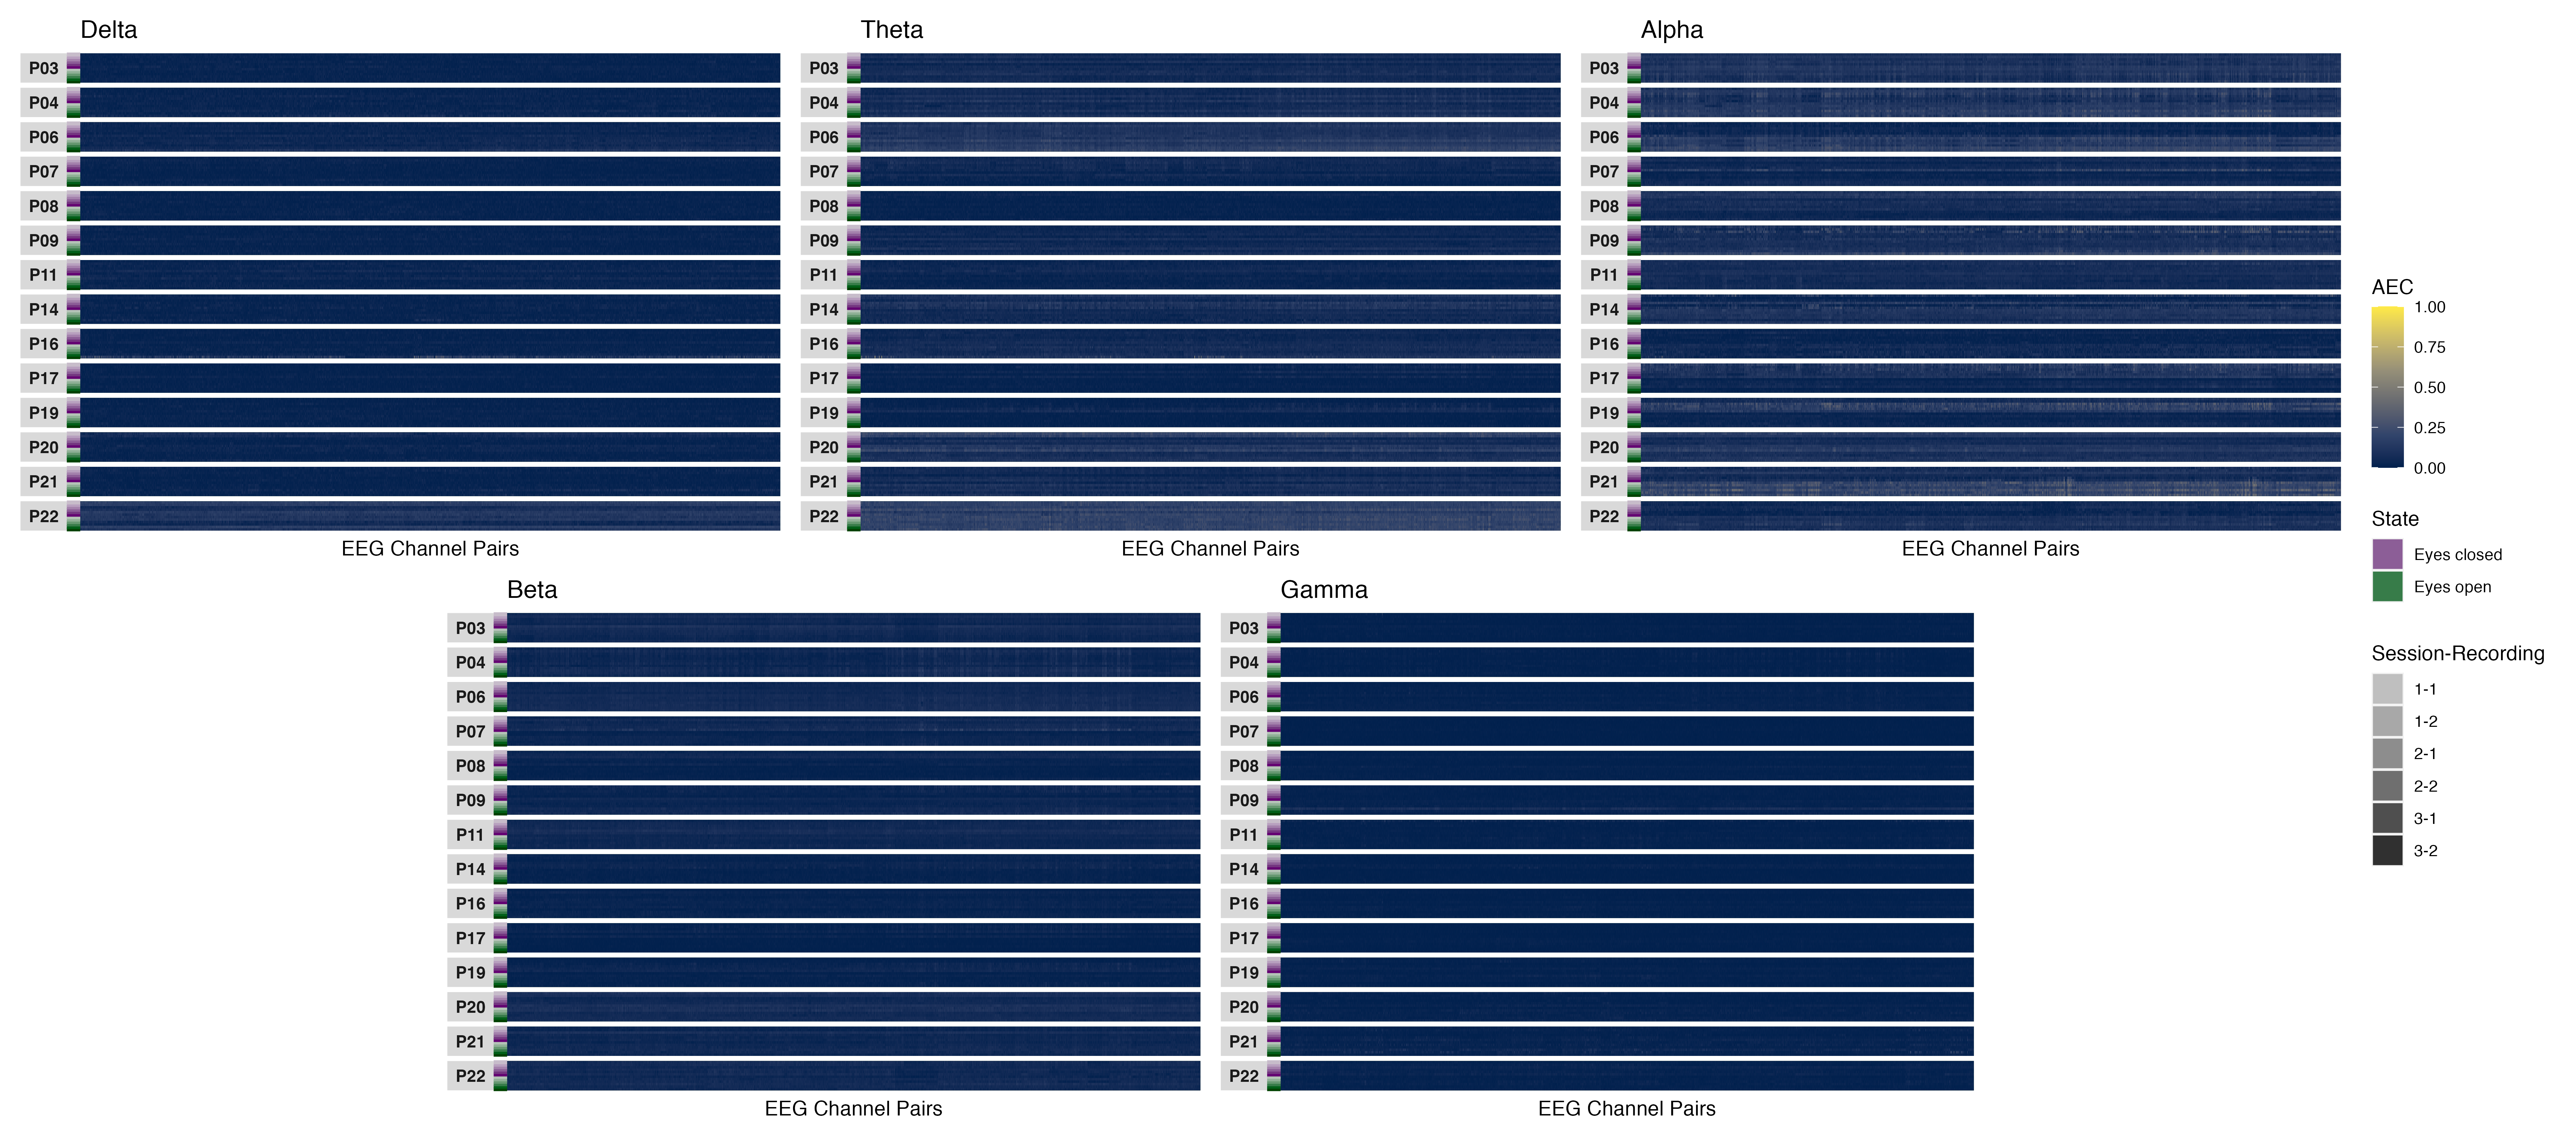 Delta
P03
P04
P06
P07
P08
P09
P11
P14
P16
P17
P19
P20
P21
P22
EEG Channel Pairs
Theta
P03
P04
P06
P07
P08
P09
P11
P14
P16
P17
P19
P20
P21
P22
EEG Channel Pairs
Alpha
P03
P04
P06
P07
P08
P09
P11
P14
P16
P17
P19
P20
P21
P22
EEG Channel Pairs
Beta
P03
P04
P06
P07
P08
P09
P11
P14
P16
P17
P19
P20
P21
P22
EEG Channel Pairs
Gamma
P03
P04
P06
P07
P08
P09
P11
P14
P16
P17
P19
P20
P21
P22
EEG Channel Pairs
AEC
1.00
0.75
0.50
0.25
0.00
State
Eyes closed
Eyes open
Session-Recording
1-1
1-2
2-1
2-2
3-1
3-2